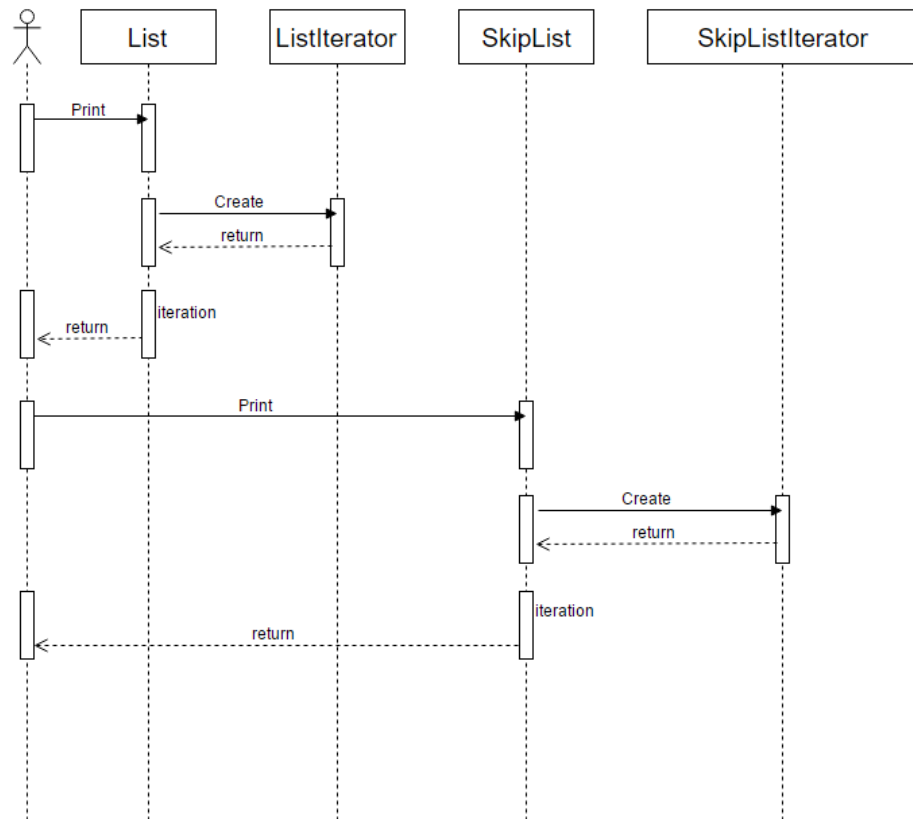 List
ListIterator
SkipList
SkipListIterator
Print
Create
return
iteration
return
Print
Create
return
iteration
return